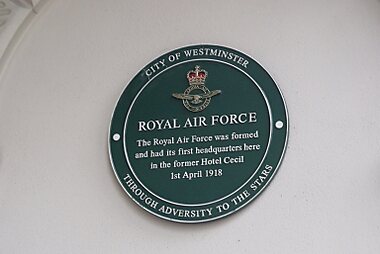 CITY OF WESTMINSTER
ROYAL AIR FORCE
The Royal Air Force was formed
and had its first headquarters here
in the former Hotel Cecil
1st April 1918
THROUGH ADVERSITY TO THE STARS